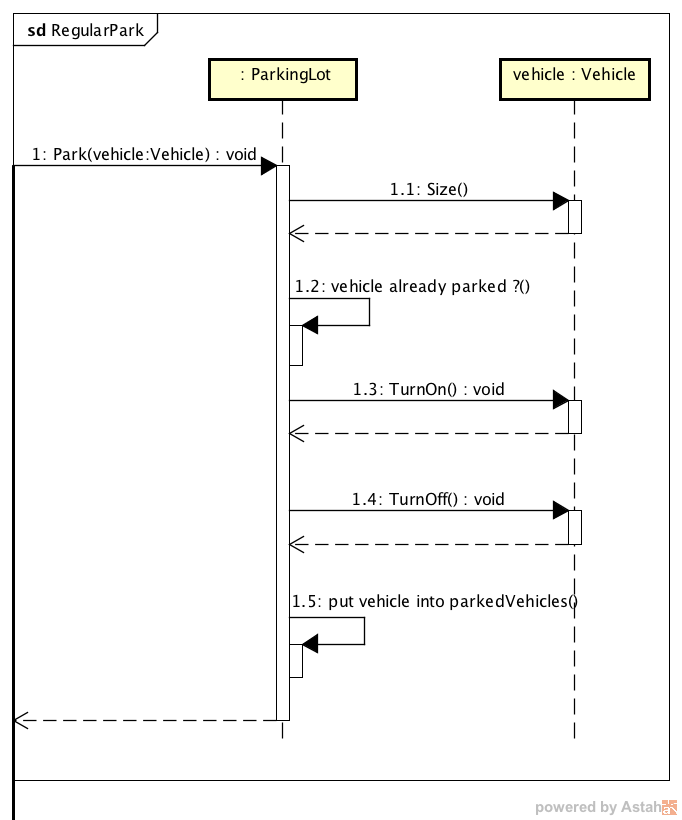 sd RegularPark
: ParkingLot
vehicle : Vehicle
1: Park(vehicle:Vehicle) : void
1.1: Size()
1.2: vehicle already parked ?()
1.3: TurnOn() : void
1.4: TurnOff() : void
1.5: put vehicle into parkedVehicles()
powered by Astah